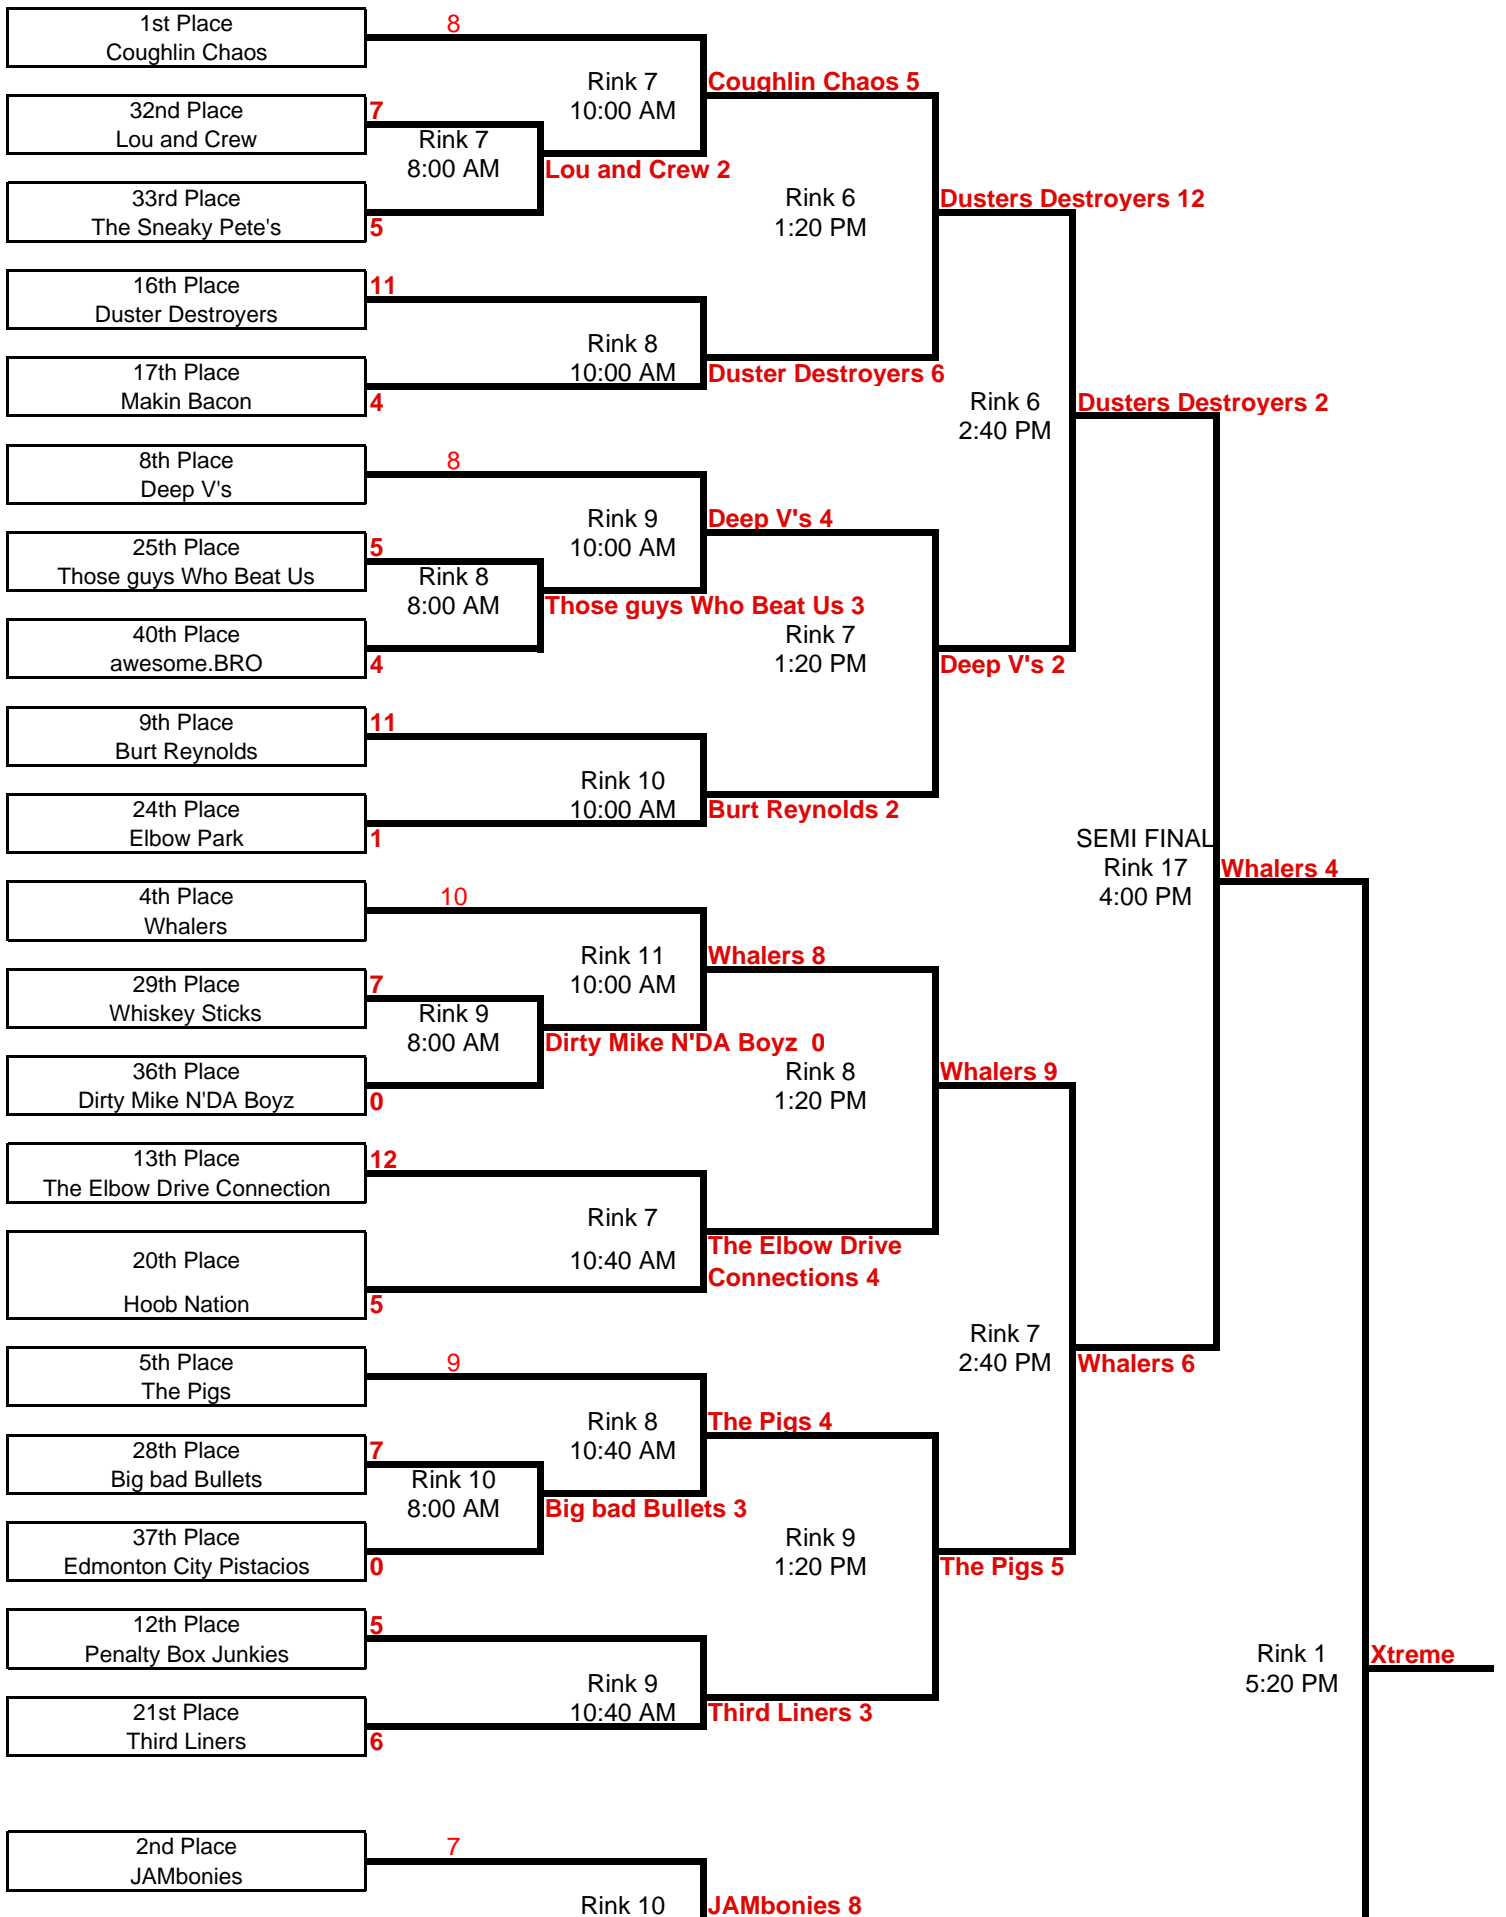 1st Place
Coughlin Chaos
8
Rink 7
10:00 AM
Coughlin Chaos 5
32nd Place
Lou and Crew
7
Rink 7
8:00 AM
Lou and Crew 2
33rd Place
The Sneaky Pete's
5
Rink 6
1:20 PM
Dusters Destroyers 12
16th Place
Duster Destroyers
11
Rink 8
10:00 AM
Duster Destroyers 6
17th Place
Makin Bacon
4
Rink 6
2:40 PM
Dusters Destroyers 2
8th Place
Deep V's
8
Rink 9
10:00 AM
Deep V's 4
25th Place
Those guys Who Beat Us
5
Rink 8
8:00 AM
Those guys Who Beat Us 3
40th Place
awesome.BRO
4
Rink 7
1:20 PM
Deep V's 2
9th Place
Burt Reynolds
11
Rink 10
10:00 AM
Burt Reynolds 2
24th Place
Elbow Park
1
SEMI FINAL
Rink 17
4:00 PM
Whalers 4
4th Place
Whalers
10
Rink 11
10:00 AM
Whalers 8
29th Place
Whiskey Sticks
7
Rink 9
8:00 AM
Dirty Mike N'DA Boyz 0
36th Place
Dirty Mike N'DA Boyz
0
Rink 8
1:20 PM
Whalers 9
13th Place
The Elbow Drive Connection
12
Rink 7
10:40 AM
The Elbow Drive
Connections 4
20th Place
Hoob Nation
5
Rink 7
2:40 PM
Whalers 6
5th Place
The Pigs
9
Rink 8
10:40 AM
The Pigs 4
28th Place
Big bad Bullets
7
Rink 10
8:00 AM
Big bad Bullets 3
37th Place
Edmonton City Pistacios
0
Rink 9
1:20 PM
The Pigs 5
12th Place
Penalty Box Junkies
5
Rink 9
10:40 AM
Third Liners 3
21st Place
Third Liners
6
Rink 1
5:20 PM
Xtreme
2nd Place
JAMbonies
7
Rink 10
JAMbonies 8